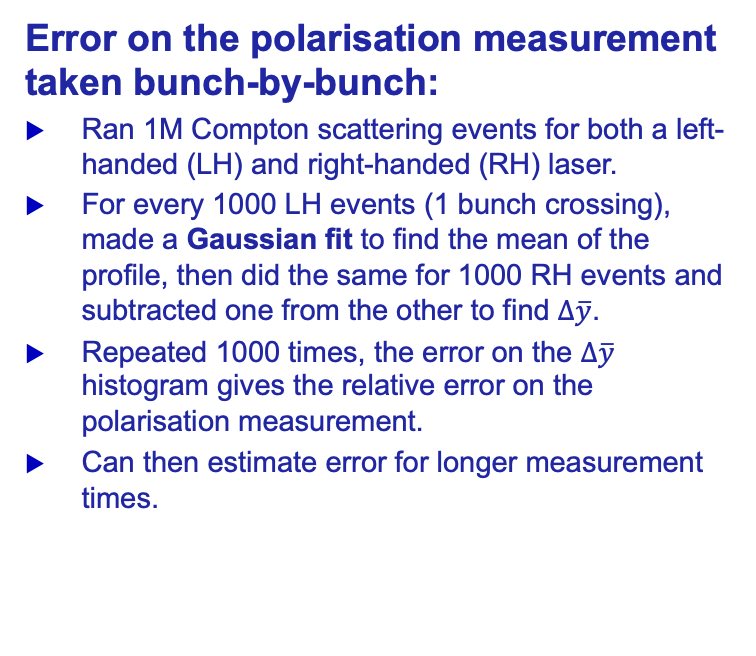 Error on the polarisation measurement
taken bunch-by-bunch:
▶ Ran 1M Compton scattering events for both a left-
handed (LH) and right-handed (RH) laser.
▶ For every 1000 LH events (1 bunch crossing),
made a Gaussian fit to find the mean of the
profile, then did the same for 1000 RH events and
subtracted one from the other to find Δȳ.
▶ Repeated 1000 times, the error on the Δȳ
histogram gives the relative error on the
polarisation measurement.
▶ Can then estimate error for longer measurement
times.